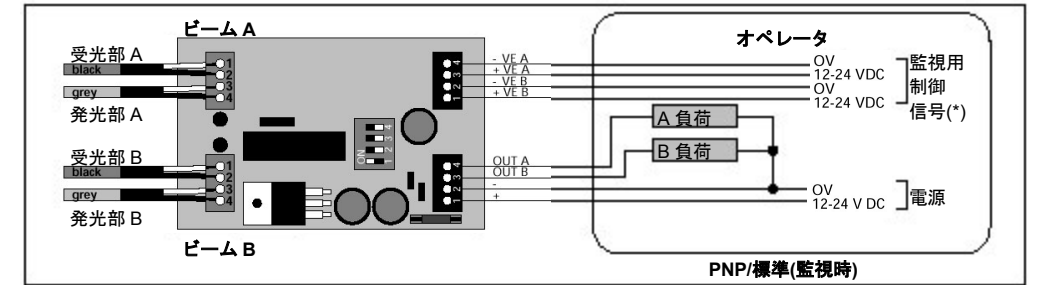 ビーム A
オペレータ
受光部 A
black
1
2
3
4
grey
発光部 A
4
3
2
1
- VE A
+ VE A
- VE B
+ VE B
OV
12-24 VDC
OV
12-24 VDC
監視用
制御
信号(*)
A 負荷
B 負荷
4
3
2
1
ON
受光部 B
black
1
2
3
4
grey
発光部 B
4
3
2
1
OUT A
OUT B
-
+
OV
12-24 V DC
電源
ビーム B
PNP/標準(監視時)